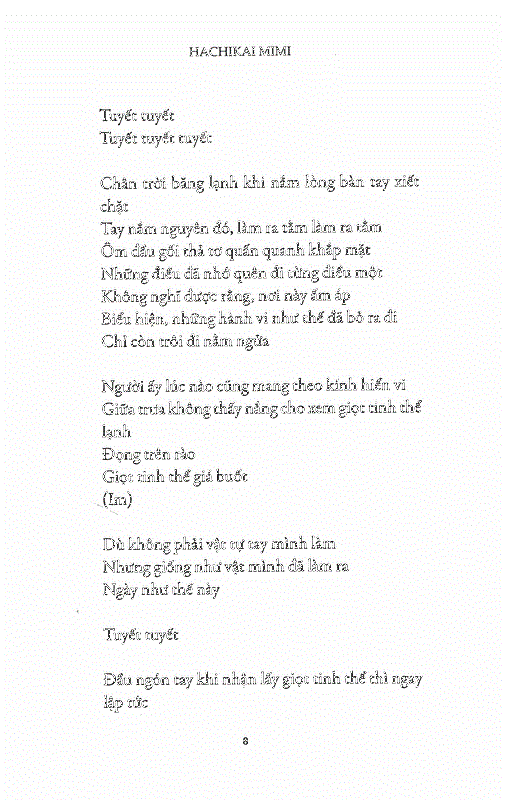 HACHIKAI MIMI
Tuyết tuyết
Tuyết tuyết tuyết
Chân trời băng lạnh khi nắm lòng bàn tay xiết
chặt
Tay nắm nguyên đó, làm ra tằm làm ra tằm
Ôm đầu gối thả tơ quấn quanh khắp mặt
Những điều đã nhớ quên đi từng điều một
Không nghĩ được rằng, nơi này ấm áp
Biểu hiện, những hành vi như thế đã bỏ ra đi
Chỉ còn trôi đi nằm ngửa
Người ấy lúc nào cũng mang theo kính hiển vi
Giữa trưa không thấy nắng cho xem giọt tinh thể
lạnh
Đọng trên rào
Giọt tinh thể giá buốt
(Im)
Dù không phải vật tự tay mình làm
Nhưng giống như vật mình đã làm ra
Ngày như thế này
Tuyết tuyết
Đầu ngón tay khi nhận lấy giọt tinh thể thì ngay
lập tức
8